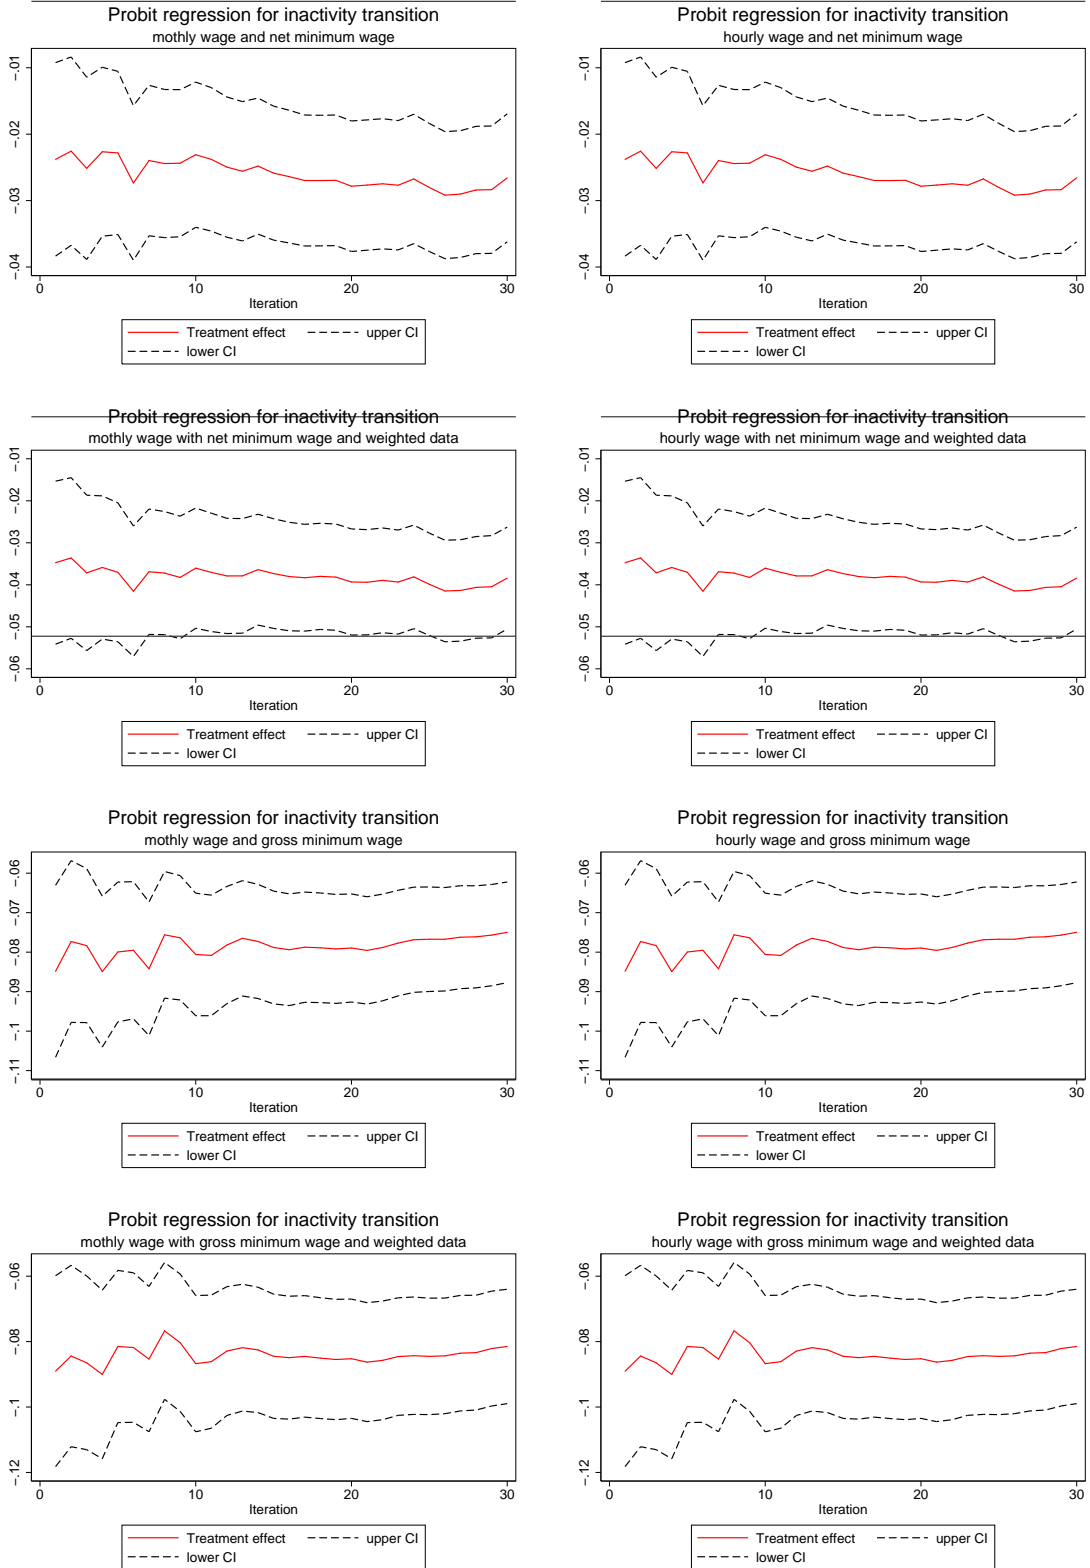 Probit regression for inactivity transition
mothly wage and net minimum wage
-.01
-.02
-.03
-.04
0
10
20
30
Iteration
Treatment effect
upper CI
lower CI
Probit regression for inactivity transition
hourly wage and net minimum wage
-.01
-.02
-.03
-.04
0
10
20
30
Iteration
Treatment effect
upper CI
lower CI
Probit regression for inactivity transition
mothly wage with net minimum wage and weighted data
-.01
-.02
-.03
-.04
-.05
-.06
0
10
20
30
Iteration
Treatment effect
upper CI
lower CI
Probit regression for inactivity transition
hourly wage with net minimum wage and weighted data
-.01
-.02
-.03
-.04
-.05
-.06
0
10
20
30
Iteration
Treatment effect
upper CI
lower CI
Probit regression for inactivity transition
mothly wage and gross minimum wage
-.06
-.07
-.08
-.09
-.1
-.11
0
10
20
30
Iteration
Treatment effect
upper CI
lower CI
Probit regression for inactivity transition
hourly wage and gross minimum wage
-.06
-.07
-.08
-.09
-.1
-.11
0
10
20
30
Iteration
Treatment effect
upper CI
lower CI
Probit regression for inactivity transition
mothly wage with gross minimum wage and weighted data
-.06
-.08
-.1
-.12
0
10
20
30
Iteration
Treatment effect
upper CI
lower CI
Probit regression for inactivity transition
hourly wage with gross minimum wage and weighted data
-.06
-.08
-.1
-.12
0
10
20
30
Iteration
Treatment effect
upper CI
lower CI